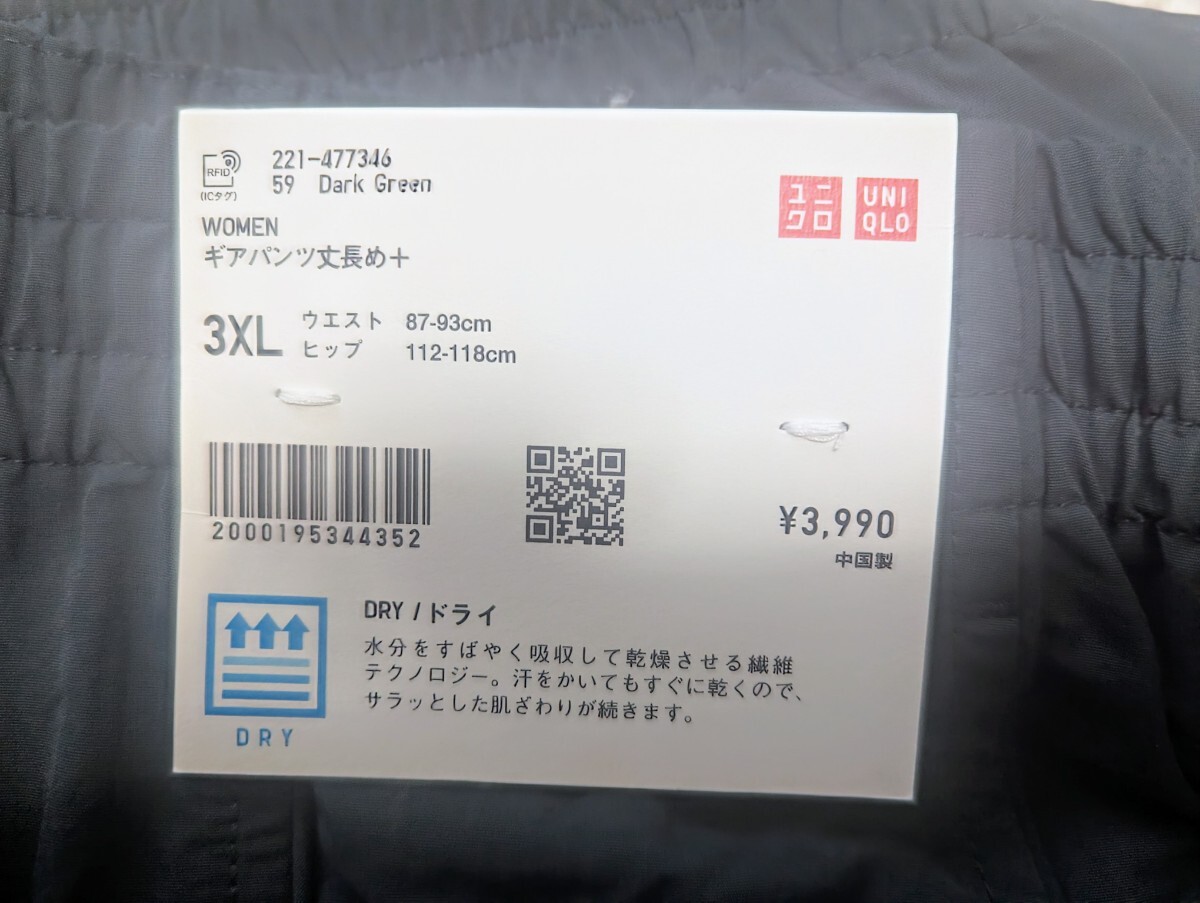 RFID
(ICタグ)
221-477346
59 Dark Green
WOMEN
ギアパンツ丈長め＋
ユニ
クロ
UNI
QLO
3XL
ウエスト 87-93cm
ヒップ 112-118cm
2000195344352
¥3,990
中国製
DRY
DRY / ドライ
水分をすばやく吸収して乾燥させる繊維
テクノロジー。汗をかいてもすぐに乾くので、
サラッとした肌ざわりが続きます。